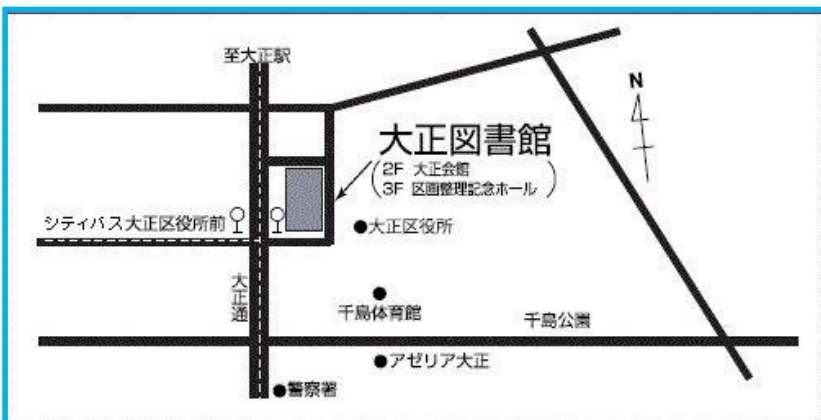 至大正駅
N
大正図書館
(2F 大正会館
3F 区画整理記念ホール)
シティバス大正区役所前
●大正区役所
大正通
千島体育館
千島公園
●アゼリア大正
●警察署